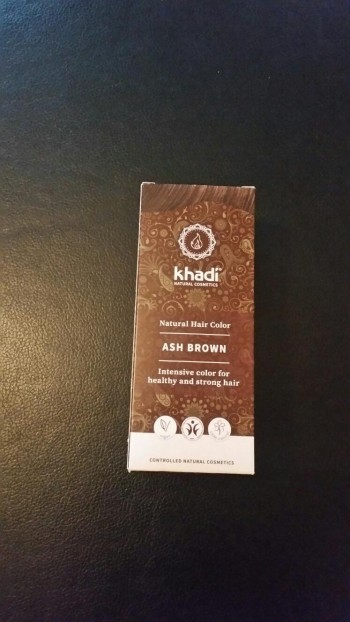 khadi
NATURAL COSMETICS
Natural Hair Color
ASH BROWN
Intensive color for
healthy and strong hair
CONTROLLED NATURAL COSMETICS